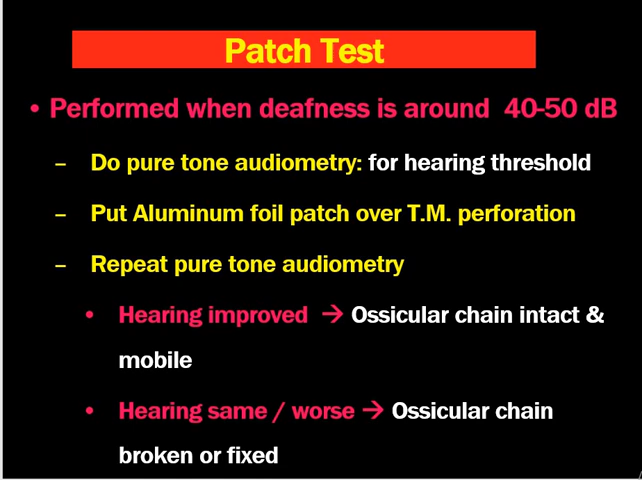 Patch Test
• Performed when deafness is around 40-50 dB
– Do pure tone audiometry: for hearing threshold
– Put Aluminum foil patch over T.M. perforation
– Repeat pure tone audiometry
• Hearing improved → Ossicular chain intact &
mobile
• Hearing same / worse → Ossicular chain
broken or fixed